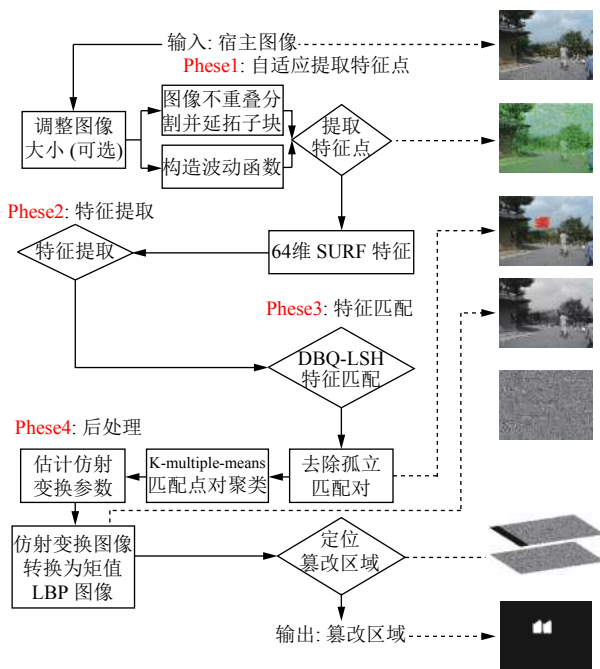 输入: 宿主图像
Phese1: 自适应提取特征点
调整图像
大小 (可选)
图像不重叠分
割并延拓子块
构造波动函数
提取
特征点
Phese2: 特征提取
特征提取
64维 SURF 特征
Phese3: 特征匹配
DBQ-LSH
特征匹配
Phese4: 后处理
估计仿射
变换参数
K-multiple-means
匹配点对聚类
去除孤立
匹配对
仿射变换图像
转换为矩值
LBP 图像
定位
篡改区域
输出: 篡改区域